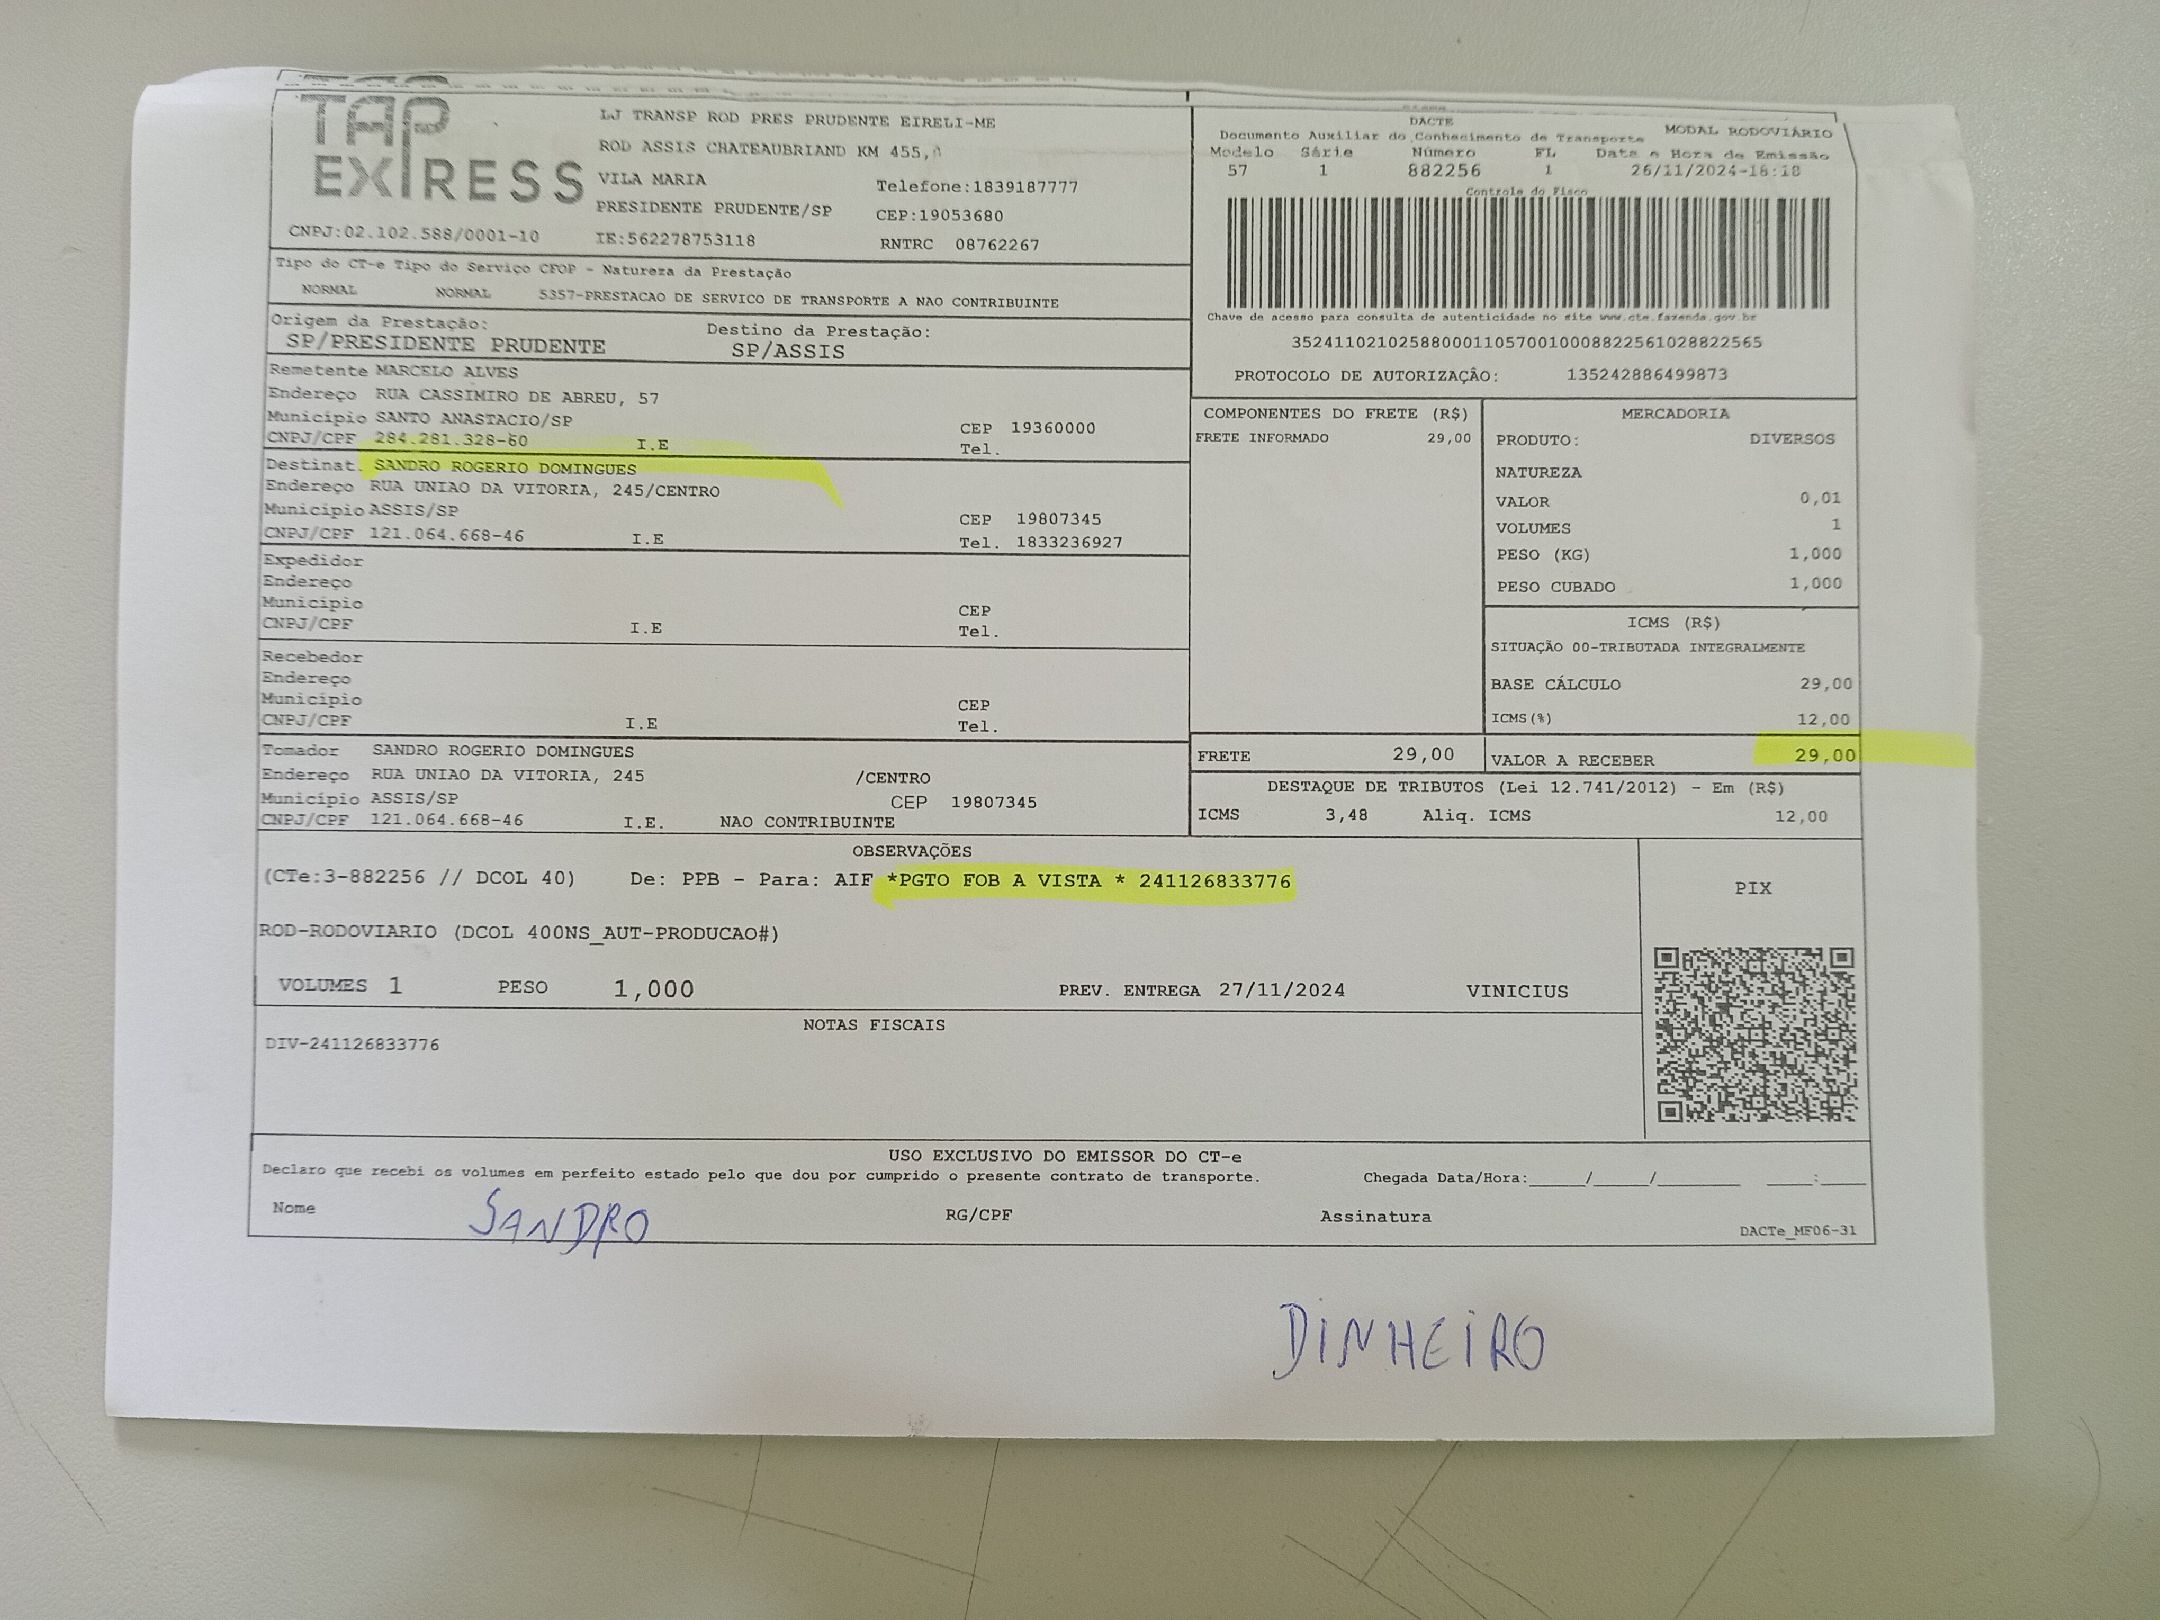 TAP
EXPRESS
LJ TRANSP ROD PRES PRUDENTE EIRELI-ME
ROD ASSIS CHATEAUBRIAND KM 455,
VILA MARIA
Telefone:1839187777
PRESIDENTE PRUDENTE/SP CEP:19053680
CNPJ:02.102.588/0001-10 IE:562278753118 RNTRC 08762267
DACTE
Documento Auxiliar do Conhecimento de Transporte MODAL RODOVIÁRIO
Modelo Série Número FL Data e Hora de Emissão
57 1 882256 1 26/11/2024-18:18
Controle do Fisco
Chave de acesso para consulta de autenticidade no site www.cte.fazenda.gov.br
35241102102588000110570010008822561028822565
PROTOCOLO DE AUTORIZAÇÃO: 135242886499873
Tipo do CT-e Tipo do Serviço CFOP - Natureza da Prestação
NORMAL NORMAL 5357-PRESTACAO DE SERVICO DE TRANSPORTE A NAO CONTRIBUINTE
Origem da Prestação: Destino da Prestação:
SP/PRESIDENTE PRUDENTE SP/ASSIS
Remetente MARCELO ALVES
Endereço RUA CASSIMIRO DE ABREU, 57
Município SANTO ANASTACIO/SP CEP 19360000
CNPJ/CPF 284.281.328-60 I.E Tel.
Destinat. SANDRO ROGERIO DOMINGUES
Endereço RUA UNIAO DA VITORIA, 245/CENTRO
Município ASSIS/SP CEP 19807345
CNPJ/CPF 121.064.668-46 I.E Tel. 1833236927
Expedidor
Endereço
Município CEP
CNPJ/CPF I.E Tel.
Recebedor
Endereço
Município CEP
CNPJ/CPF I.E Tel.
Tomador SANDRO ROGERIO DOMINGUES
Endereço RUA UNIAO DA VITORIA, 245 /CENTRO
Município ASSIS/SP CEP 19807345
CNPJ/CPF 121.064.668-46 I.E. NAO CONTRIBUINTE
COMPONENTES DO FRETE (R$)
FRETE INFORMADO 29,00
MERCADORIA
PRODUTO: DIVERSOS
NATUREZA
VALOR 0,01
VOLUMES 1
PESO (KG) 1,000
PESO CUBADO 1,000
ICMS (R$)
SITUAÇÃO 00-TRIBUTADA INTEGRALMENTE
BASE CÁLCULO 29,00
ICMS(%) 12,00
FRETE 29,00 VALOR A RECEBER 29,00
DESTAQUE DE TRIBUTOS (Lei 12.741/2012) - Em (R$)
ICMS 3,48 Aliq. ICMS 12,00
OBSERVAÇÕES
(CTe:3-882256 // DCOL 40) De: PPB - Para: AIF *PGTO FOB A VISTA * 241126833776
ROD-RODOVIARIO (DCOL 400NS_AUT-PRODUCAO#)
VOLUMES 1 PESO 1,000 PREV. ENTREGA 27/11/2024 VINICIUS
PIX
NOTAS FISCAIS
DIV-241126833776
USO EXCLUSIVO DO EMISSOR DO CT-e
Declaro que recebi os volumes em perfeito estado pelo que dou por cumprido o presente contrato de transporte. Chegada Data/Hora:____/____/______ ___:___
Nome SANDRO RG/CPF Assinatura
DACTe_MF06-31
DINHEIRO